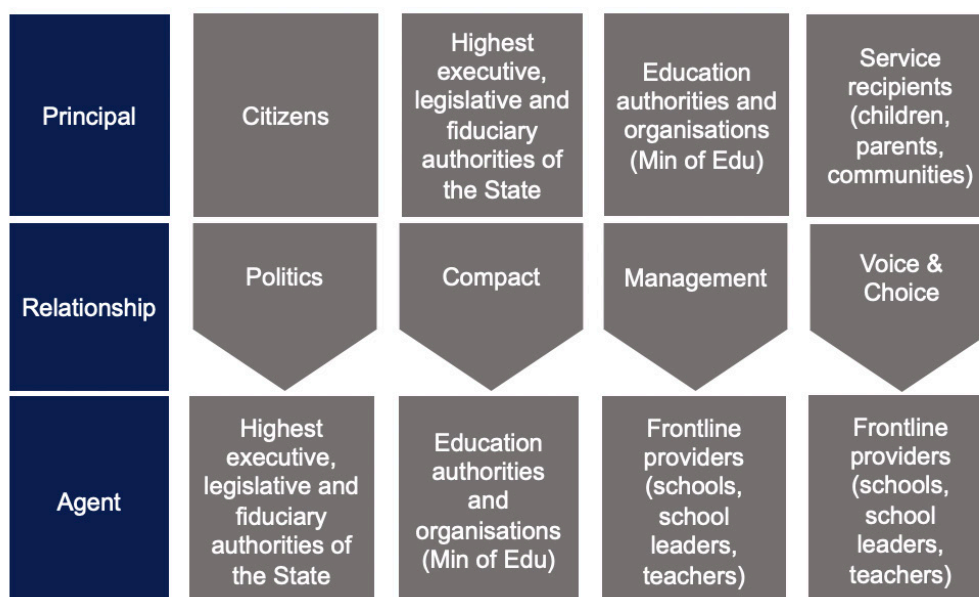 Principal
Citizens
Highest
executive,
legislative and
fiduciary
authorities of
the State
Education
authorities and
organisations
(Min of Edu)
Service
recipients
(children,
parents,
communities)
Relationship
Politics
Compact
Management
Voice &
Choice
Agent
Highest
executive,
legislative and
fiduciary
authorities of
the State
Education
authorities
and
organisations
(Min of Edu)
Frontline
providers
(schools,
school
leaders,
teachers)
Frontline
providers
(schools,
school
leaders,
teachers)